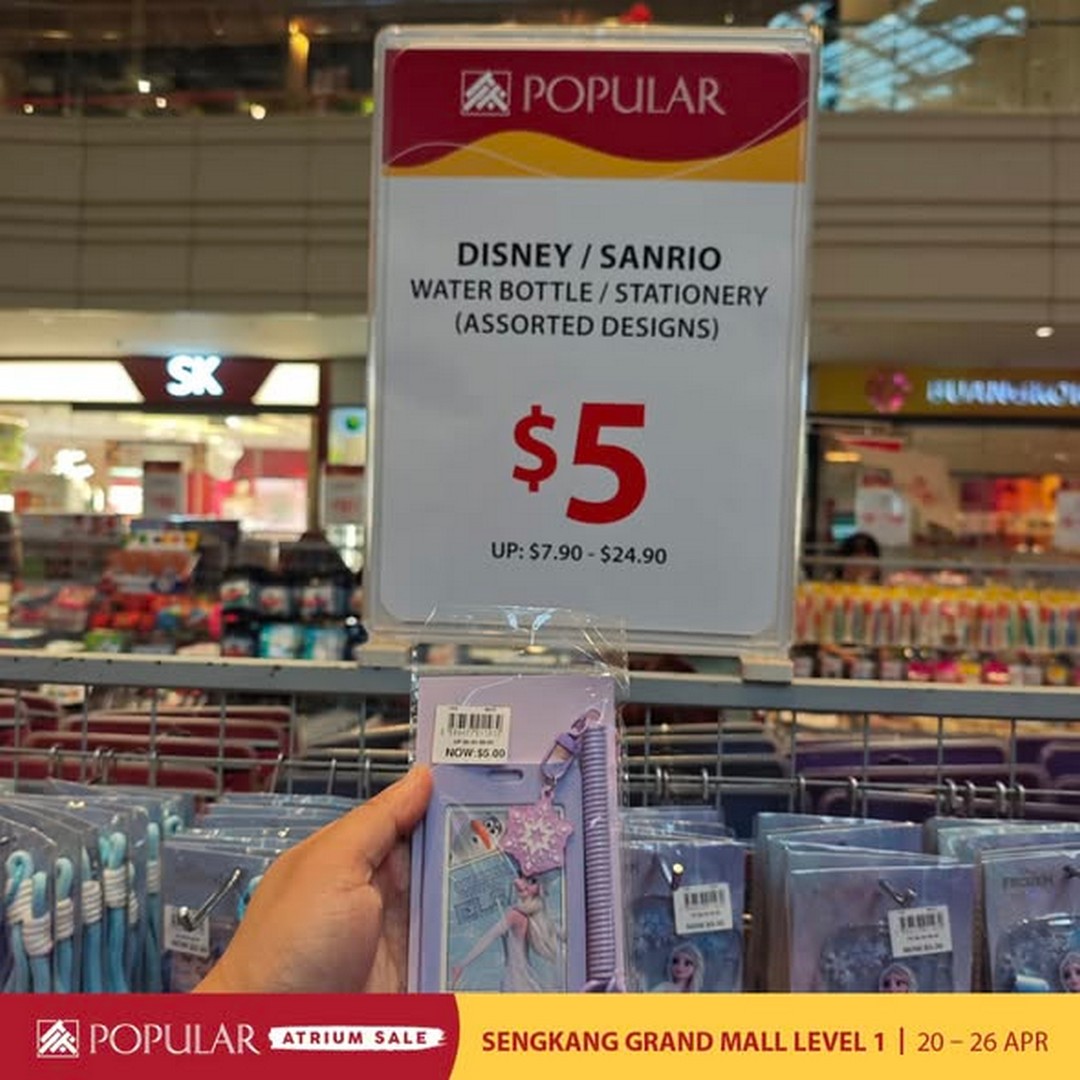 POPULAR
DISNEY / SANRIO
WATER BOTTLE / STATIONERY
(ASSORTED DESIGNS)
$5
UP: $7.90 - $24.90
SK
NOW:$5.00
FROZEN
POPULAR ATRIUM SALE
SENGKANG GRAND MALL LEVEL 1 | 20 – 26 APR